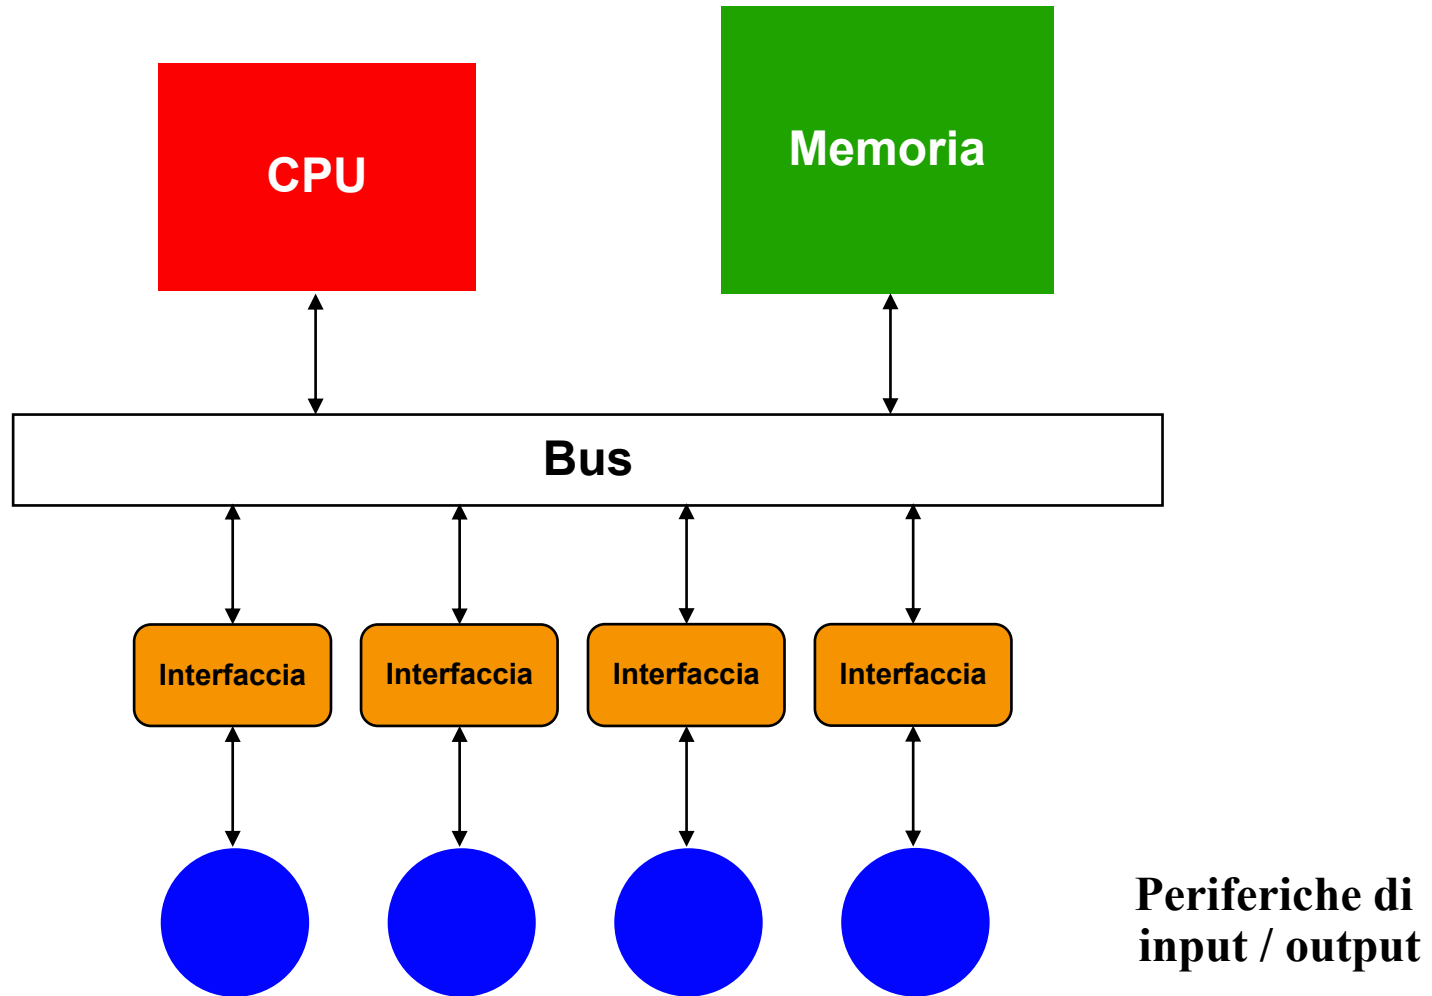 CPU
Memoria
Bus
Interfaccia
Interfaccia
Interfaccia
Interfaccia
Periferiche di
input / output